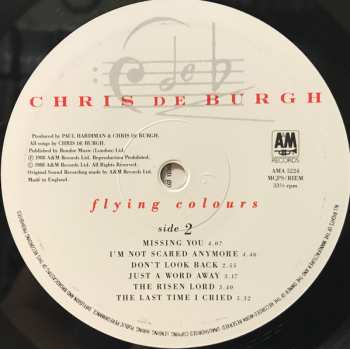 CHRIS DE BURGH
Produced by PAUL HARDIMAN & CHRIS DE BURGH.
All songs by CHRIS DE BURGH.
Published by Rondor Music (London) Ltd.
℗ 1988 A&M Records Ltd. Reproduction Prohibited.
© 1988 A&M Records Ltd. All Rights Reserved.
Original Sound Recording made by A&M Records Ltd.
Made in England.
A&M
RECORDS
AMA 5224
MCPS/BIEM
33⅓ rpm
flying colours
side 2
MISSING YOU 4.07
I'M NOT SCARED ANYMORE 4.40
DON'T LOOK BACK 2.55
JUST A WORD AWAY 5.17
THE RISEN LORD 3.40
THE LAST TIME I CRIED 5.32